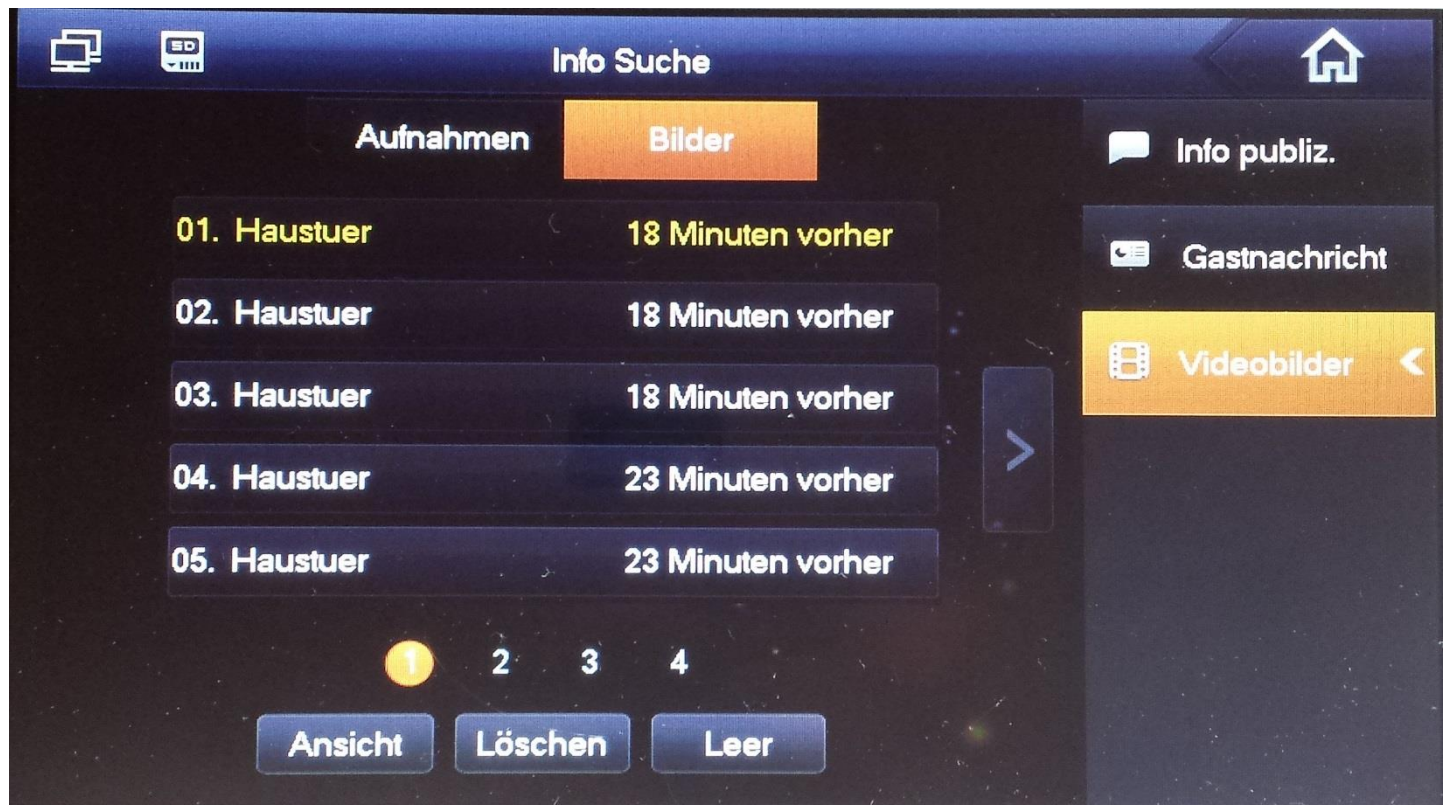 SD
Info Suche
Aufnahmen Bilder
01. Haustuer 18 Minuten vorher
02. Haustuer 18 Minuten vorher
03. Haustuer 18 Minuten vorher
04. Haustuer 23 Minuten vorher
05. Haustuer 23 Minuten vorher
1 2 3 4
Ansicht Löschen Leer
Info publiz.
Gastnachricht
Videobilder